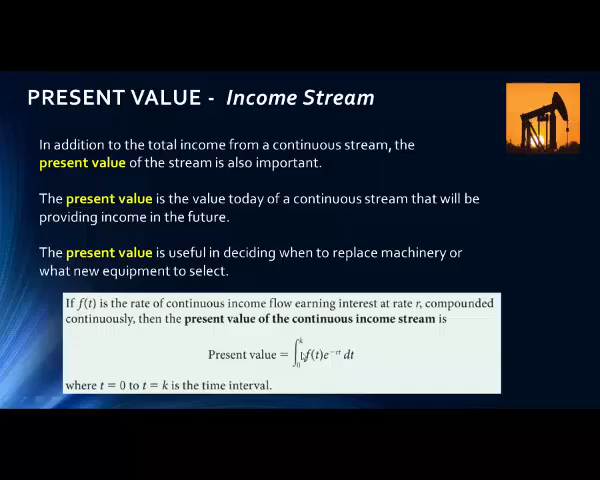 PRESENT VALUE - Income Stream
In addition to the total income from a continuous stream, the
present value of the stream is also important.
The present value is the value today of a continuous stream that will be
providing income in the future.
The present value is useful in deciding when to replace machinery or
what new equipment to select.
If f(t) is the rate of continuous income flow earning interest at rate r, compounded
continuously, then the present value of the continuous income stream is
Present value = ∫₀ᵏ f(t)e⁻ʳᵗ dt
where t = 0 to t = k is the time interval.